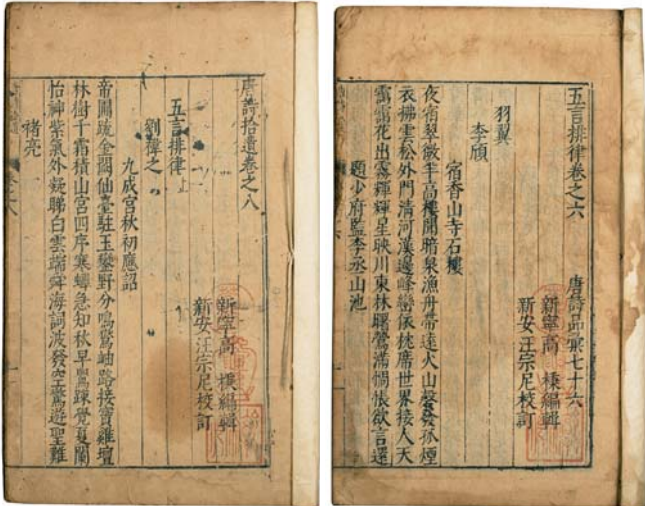 五言排律卷之六　唐詩品彙七十六
新寧高　棅編輯
新安汪宗尼校訂
羽翼
李頎
宿香山寺石樓
夜宿翠微半高樓聞暗泉漁舟帶遠火山磬發孤煙
衣拂雲松外門清河漢邊峰巒低枕席世界接人天
靄靄花出霧輝輝星映川東林曙鶯滿惆悵欲言還
題少府監李丞山池
唐詩拾遺卷之八
新寧高　棅編輯
新安汪宗尼校訂
五言排律上
劉褘之
九成宮秋初應詔
帝圃疏金闕仙臺駐玉鑾野分鳴鷟岫路接寶雞壇
林樹千霜積山宮四序寒蟬急知秋早鶯疎覺夏闌
怡神紫氣外疑睇白雲端舜海詞波發空驚遊聖難
褚亮